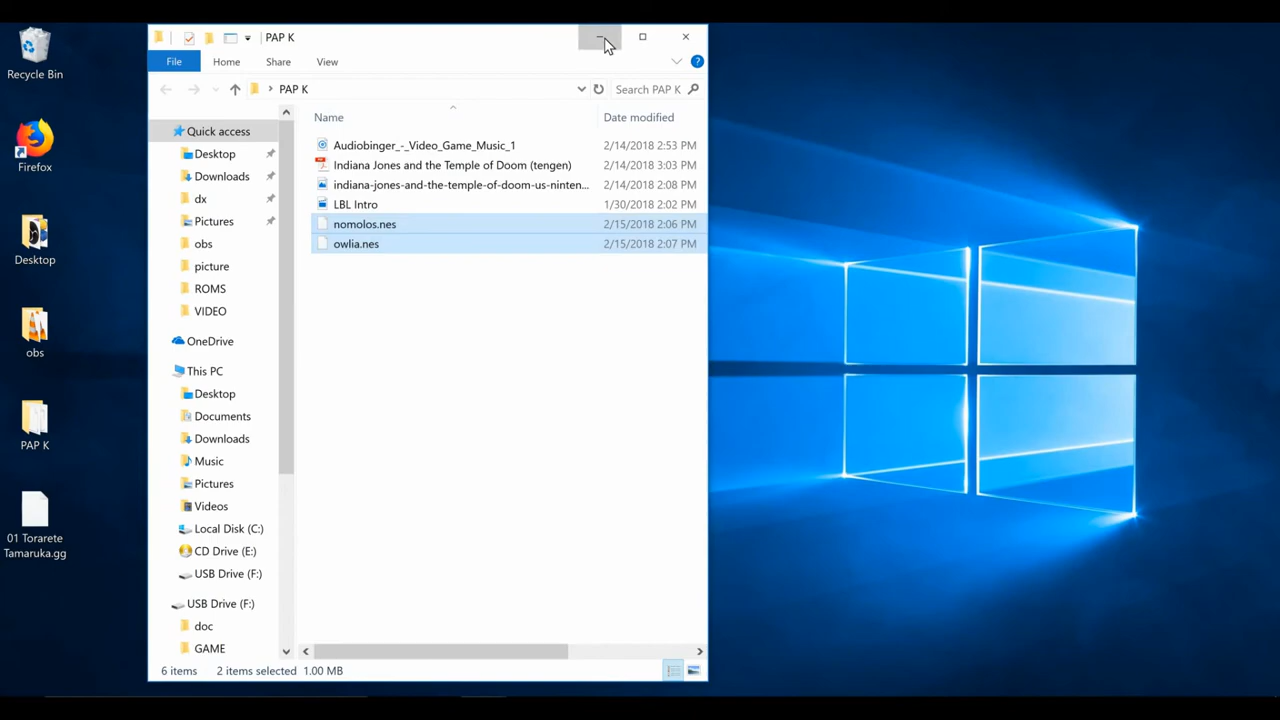 Recycle Bin
Firefox
Desktop
obs
PAP K
01 Torarete
Tamaruka.gg
PAP K
File Home Share View
PAP K
Search PAP K
Quick access
Desktop
Downloads
dx
Pictures
obs
picture
ROMS
VIDEO
OneDrive
This PC
Desktop
Documents
Downloads
Music
Pictures
Videos
Local Disk (C:)
CD Drive (E:)
USB Drive (F:)
USB Drive (F:)
doc
GAME
Name Date modified
Audiobinger_-_Video_Game_Music_1 2/14/2018 2:53 PM
Indiana Jones and the Temple of Doom (tengen) 2/14/2018 3:03 PM
indiana-jones-and-the-temple-of-doom-us-ninten... 2/14/2018 2:08 PM
LBL Intro 1/30/2018 2:02 PM
nomolos.nes 2/15/2018 2:06 PM
owlia.nes 2/15/2018 2:07 PM
6 items 2 items selected 1.00 MB